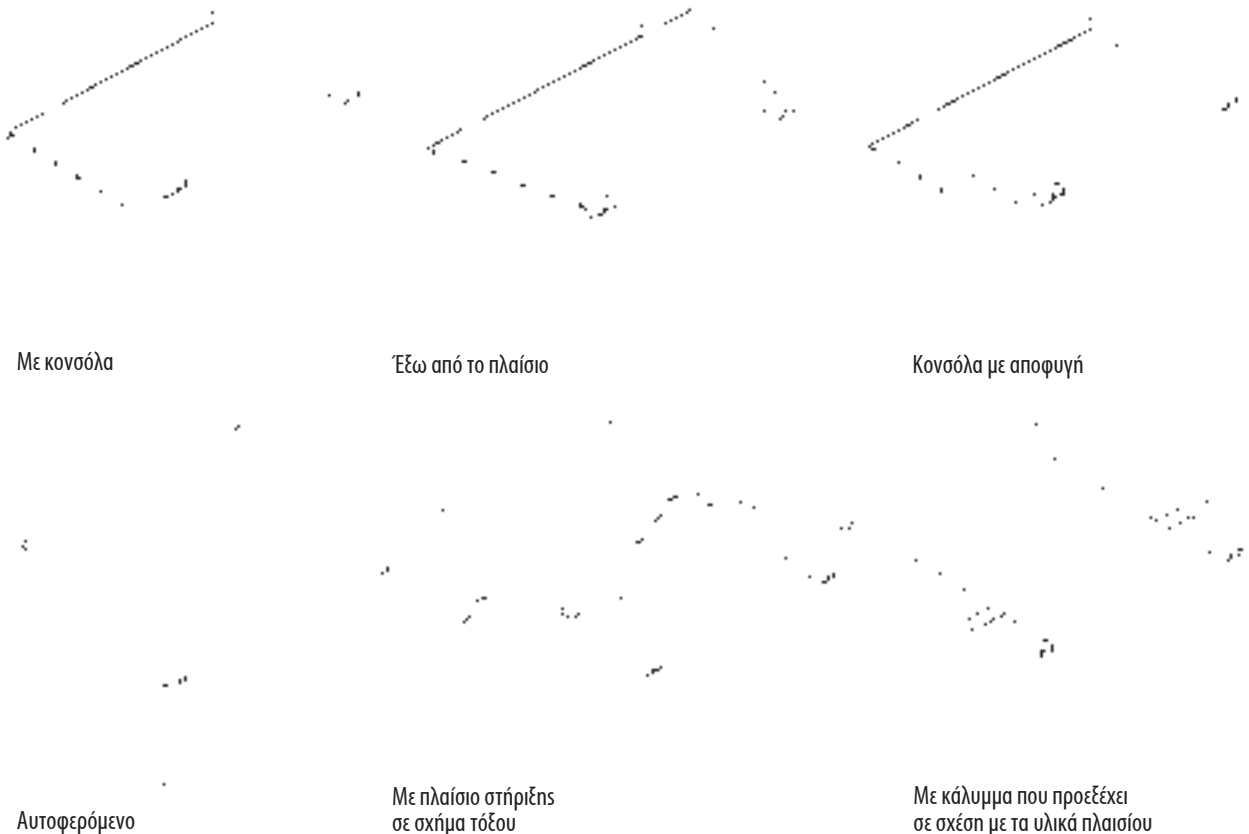 Με κονσόλα
Έξω από το πλαίσιο
Κονσόλα με αποφυγή
Αυτοφερόμενο
Με πλαίσιο στήριξης
σε σχήμα τόξου
Με κάλυμμα που προεξέχει
σε σχέση με τα υλικά πλαισίου